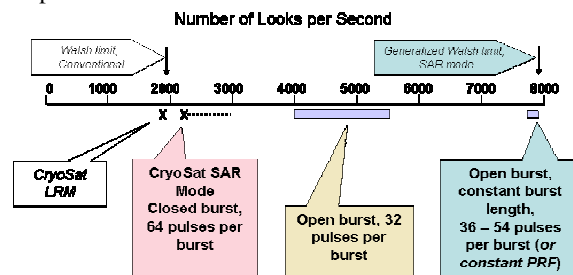 Number of Looks per Second
Walsh limit,
Conventional
Generalized Walsh limit,
SAR mode
0 1000 2000 3000 4000 5000 6000 7000 8000
X X
CryoSat
LRM
CryoSat SAR
Mode
Closed burst,
64 pulses per
burst
Open burst, 32
pulses per
burst
Open burst,
constant burst
length,
36 – 54 pulses
per burst (or
constant PRF)